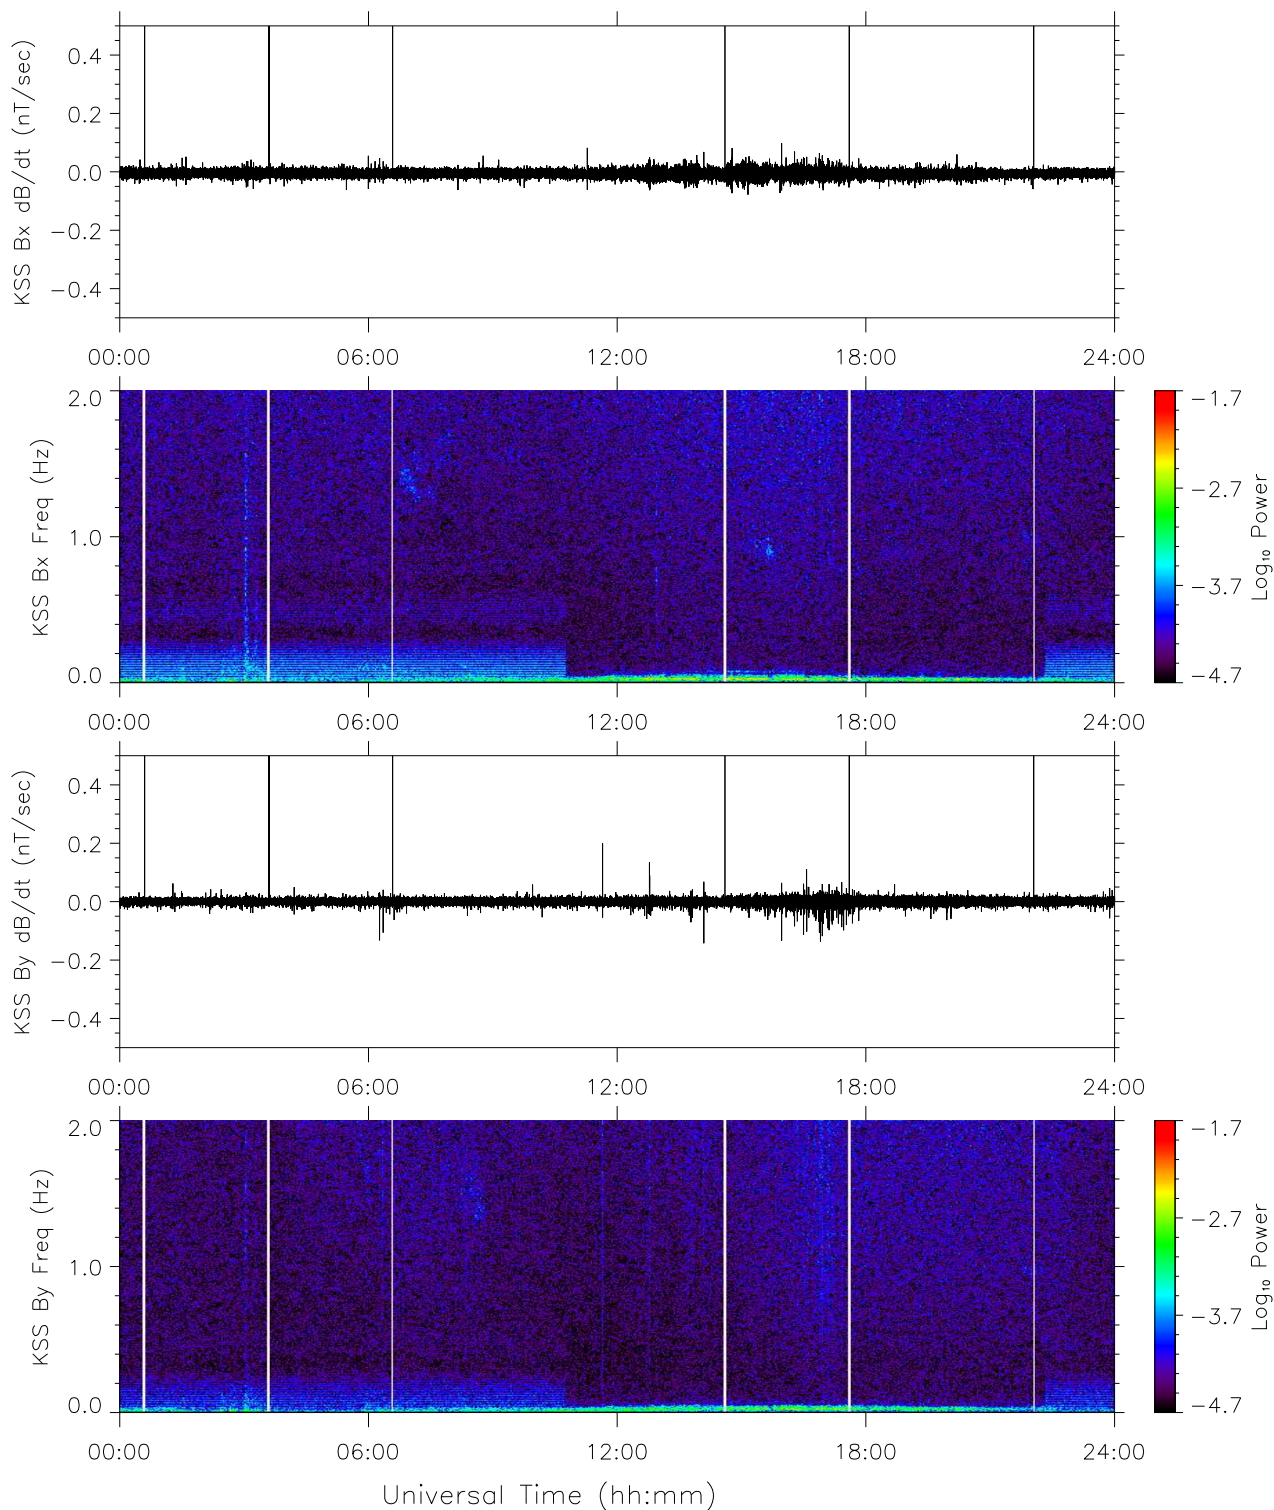 KSS Bx dB/dt (nT/sec)
0.4
0.2
0.0
−0.2
−0.4
00:00 06:00 12:00 18:00 24:00
KSS Bx Freq (Hz)
2.0
1.0
0.0
00:00 06:00 12:00 18:00 24:00
−1.7
−2.7
−3.7
−4.7
Log₁₀ Power
KSS By dB/dt (nT/sec)
0.4
0.2
0.0
−0.2
−0.4
00:00 06:00 12:00 18:00 24:00
KSS By Freq (Hz)
2.0
1.0
0.0
00:00 06:00 12:00 18:00 24:00
−1.7
−2.7
−3.7
−4.7
Log₁₀ Power
Universal Time (hh:mm)